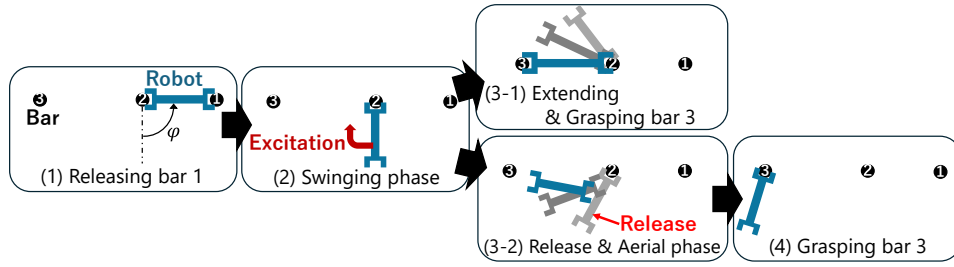 3
Robot
2
1
Bar
φ
(1) Releasing bar 1
3
2
1
Excitation
(2) Swinging phase
3
2
1
(3-1) Extending
& Grasping bar 3
3
2
1
Release
(3-2) Release & Aerial phase
3
2
1
(4) Grasping bar 3